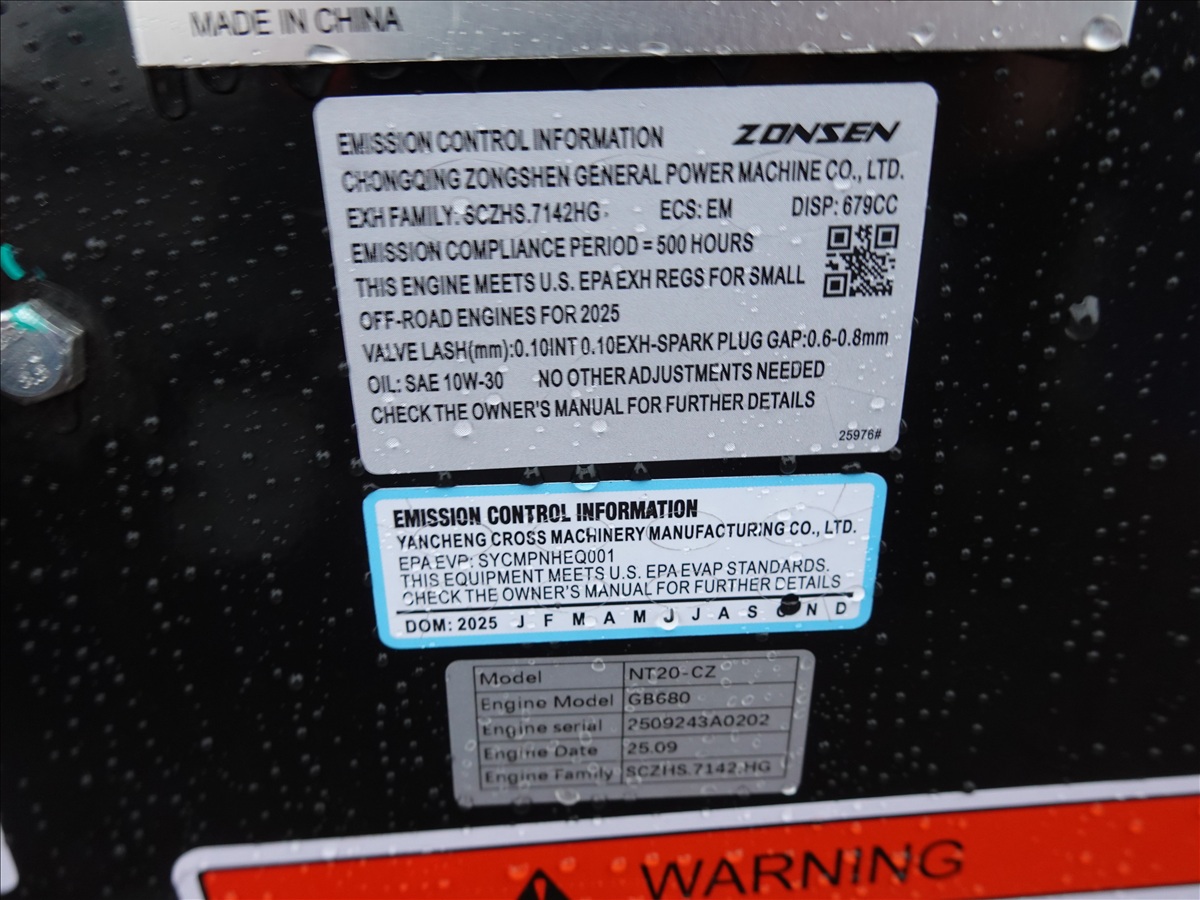 MADE IN CHINA
EMISSION CONTROL INFORMATION ZONSEN
CHONGQING ZONGSHEN GENERAL POWER MACHINE CO., LTD.
EXH FAMILY: SCZHS.7142HG ECS: EM DISP: 679CC
EMISSION COMPLIANCE PERIOD = 500 HOURS
THIS ENGINE MEETS U.S. EPA EXH REGS FOR SMALL
OFF-ROAD ENGINES FOR 2025
VALVE LASH(mm):0.10INT 0.10EXH-SPARK PLUG GAP:0.6-0.8mm
OIL: SAE 10W-30 NO OTHER ADJUSTMENTS NEEDED
CHECK THE OWNER'S MANUAL FOR FURTHER DETAILS
25976#
EMISSION CONTROL INFORMATION
YANCHENG CROSS MACHINERY MANUFACTURING CO., LTD.
EPA EVP: SYCMPNHEQ001
THIS EQUIPMENT MEETS U.S. EPA EVAP STANDARDS.
CHECK THE OWNER'S MANUAL FOR FURTHER DETAILS
DOM: 2025 J F M A M J J A S O N D
Model NT20-CZ
Engine Model GB680
Engine serial 2509243A0202
Engine Date 25.09
Engine Family SCZHS.7142.HG
WARNING